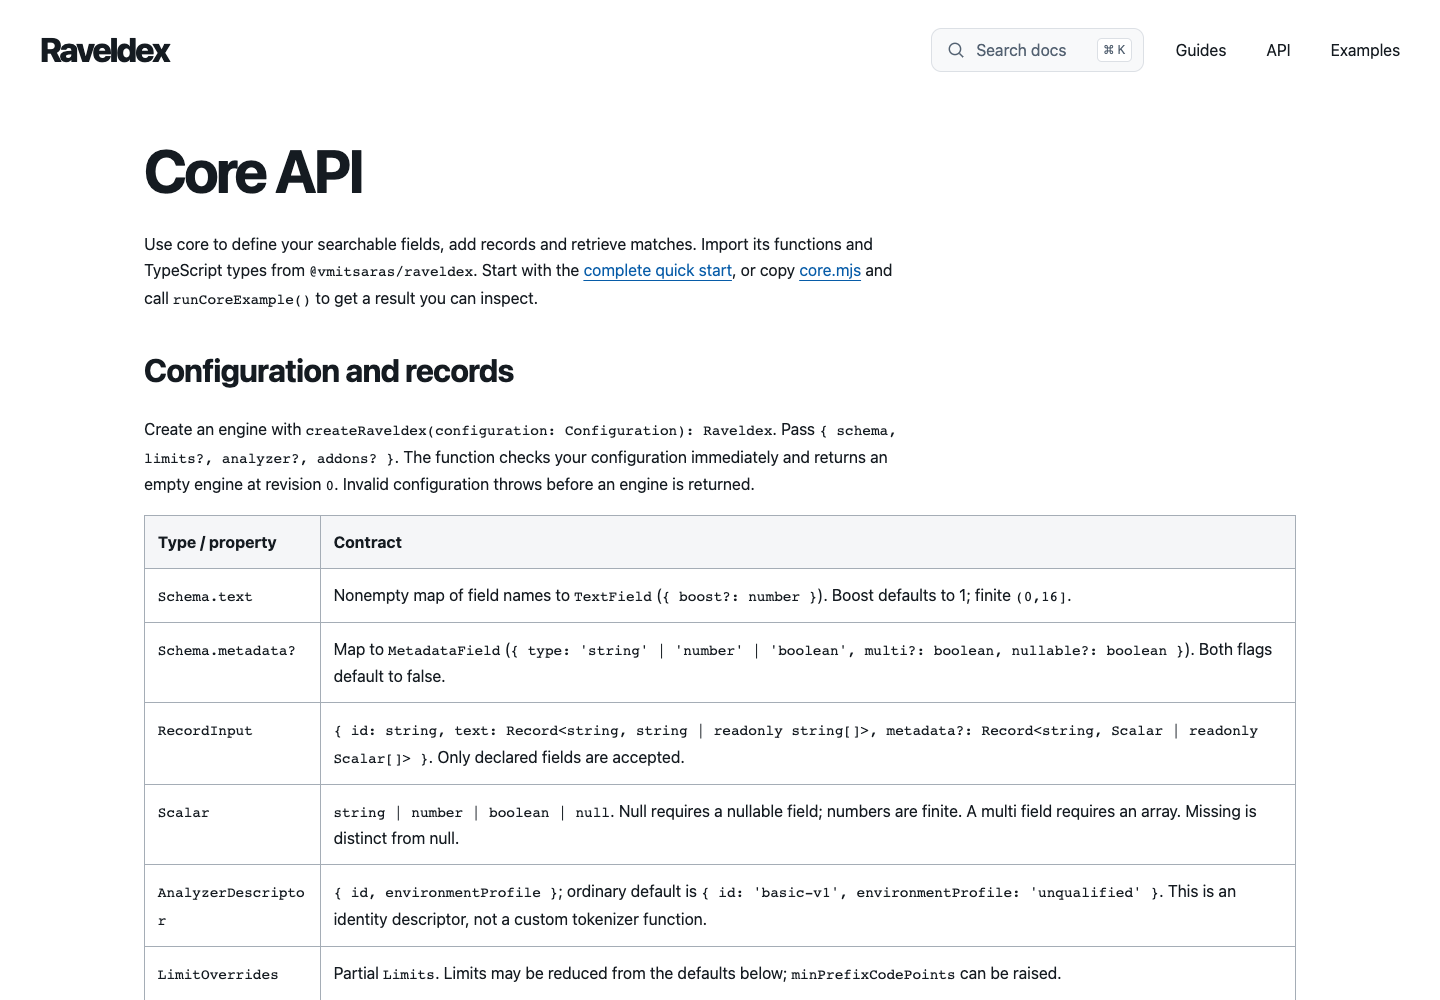 Raveldex
Search docs
⌘ K
Guides
API
Examples
Core API
Use core to define your searchable fields, add records and retrieve matches. Import its functions and
TypeScript types from @vmitsaras/raveldex. Start with the complete quick start, or copy core.mjs and
call runCoreExample() to get a result you can inspect.
Configuration and records
Create an engine with createRaveldex(configuration: Configuration): Raveldex. Pass { schema,
limits?, analyzer?, addons? }. The function checks your configuration immediately and returns an
empty engine at revision 0. Invalid configuration throws before an engine is returned.
Type / property
Contract
Schema.text
Nonempty map of field names to TextField ({ boost?: number }). Boost defaults to 1; finite (0,16].
Schema.metadata?
Map to MetadataField ({ type: 'string' | 'number' | 'boolean', multi?: boolean, nullable?: boolean }). Both flags
default to false.
RecordInput
{ id: string, text: Record<string, string | readonly string[]>, metadata?: Record<string, Scalar | readonly
Scalar[]> }. Only declared fields are accepted.
Scalar
string | number | boolean | null. Null requires a nullable field; numbers are finite. A multi field requires an array. Missing is
distinct from null.
AnalyzerDescripto
r
{ id, environmentProfile }; ordinary default is { id: 'basic-v1', environmentProfile: 'unqualified' }. This is an
identity descriptor, not a custom tokenizer function.
LimitOverrides
Partial Limits. Limits may be reduced from the defaults below; minPrefixCodePoints can be raised.